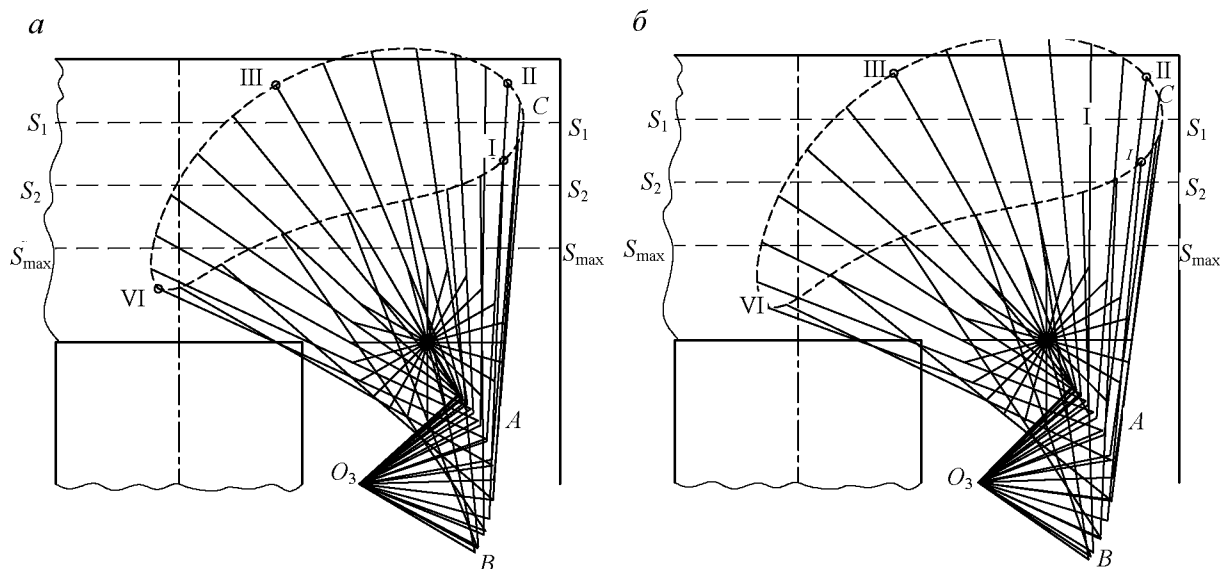 а
III
II
C
S₁
S₁
I
S₂
S₂
Sₘₐₓ
Sₘₐₓ
VI
A
O₃
B
б
III
II
C
S₁
I
S₁
I
S₂
S₂
Sₘₐₓ
Sₘₐₓ
VI
A
O₃
B